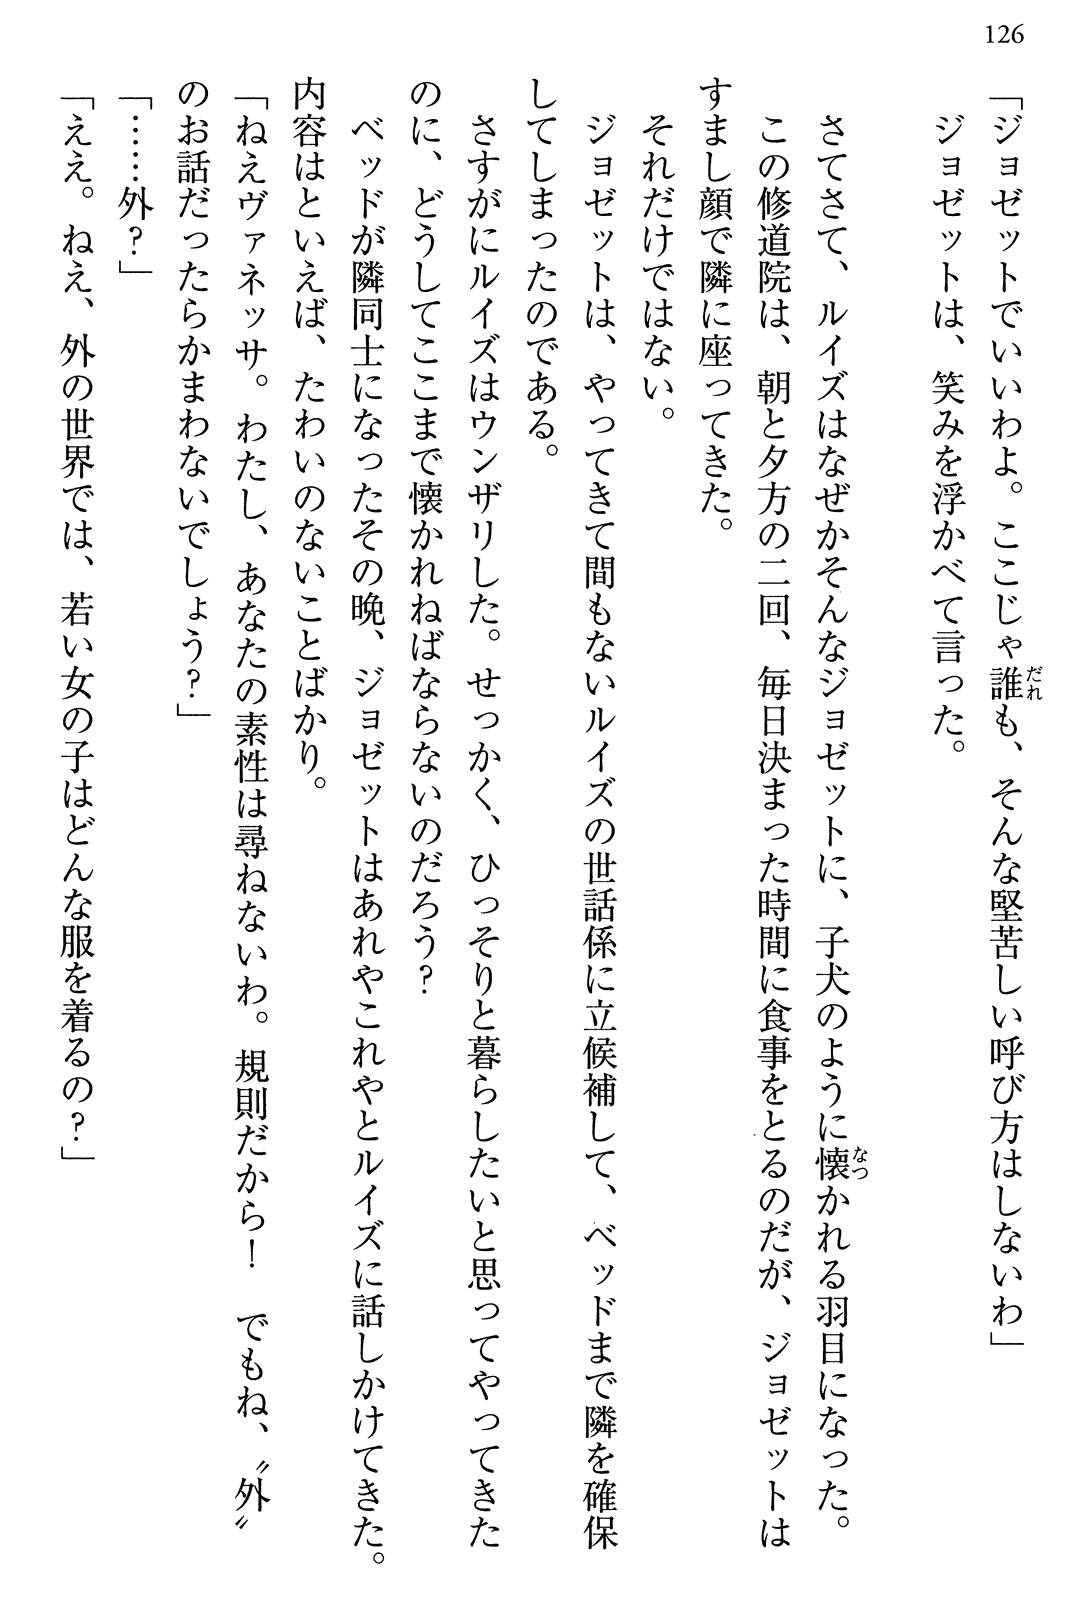 126
「ジョゼットでいいわよ。ここじゃ誰も、そんな堅苦しい呼び方はしないわ」
ジョゼットは、笑みを浮かべて言った。
さてさて、ルイズはなぜかそんなジョゼットに、子犬のように懐かれる羽目になった。
この修道院は、朝と夕方の二回、毎日決まった時間に食事をとるのだが、ジョゼットは
すまし顔で隣に座ってきた。
それだけではない。
ジョゼットは、やってきて間もないルイズの世話係に立候補して、ベッドまで隣を確保
してしまったのである。
さすがにルイズはウンザリした。せっかく、ひっそりと暮らしたいと思ってやってきた
のに、どうしてここまで懐かれねばならないのだろう?
ベッドが隣同士になったその晩、ジョゼットはあれやこれやとルイズに話しかけてきた。
内容はといえば、たわいのないことばかり。
「ねえヴァネッサ。わたし、あなたの素性は尋ねないわ。規則だから! でもね、〝外〟
のお話だったらかまわないでしょう?」
「……外?」
「ええ。ねえ、外の世界では、若い女の子はどんな服を着るの?」